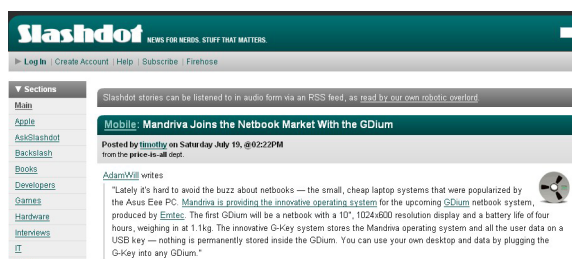 Slashdot NEWS FOR NERDS. STUFF THAT MATTERS.
Log In | Create Account | Help | Subscribe | Firehose
▼ Sections
Main
Apple
AskSlashdot
Backslash
Books
Developers
Games
Hardware
Interviews
IT
Slashdot stories can be listened to in audio form via an RSS feed, as read by our own robotic overlord.
Mobile: Mandriva Joins the Netbook Market With the GDium
Posted by timothy on Saturday July 19, @02:22PM
from the price-is-all dept.
AdamWill writes
"Lately it's hard to avoid the buzz about netbooks — the small, cheap laptop systems that were popularized by
the Asus Eee PC. Mandriva is providing the innovative operating system for the upcoming GDium netbook system,
produced by Emtec. The first GDium will be a netbook with a 10", 1024x600 resolution display and a battery life of four
hours, weighing in at 1.1kg. The innovative G-Key system stores the Mandriva operating system and all the user data on a
USB key — nothing is permanently stored inside the GDium. You can use your own desktop and data by plugging the
G-Key into any GDium."